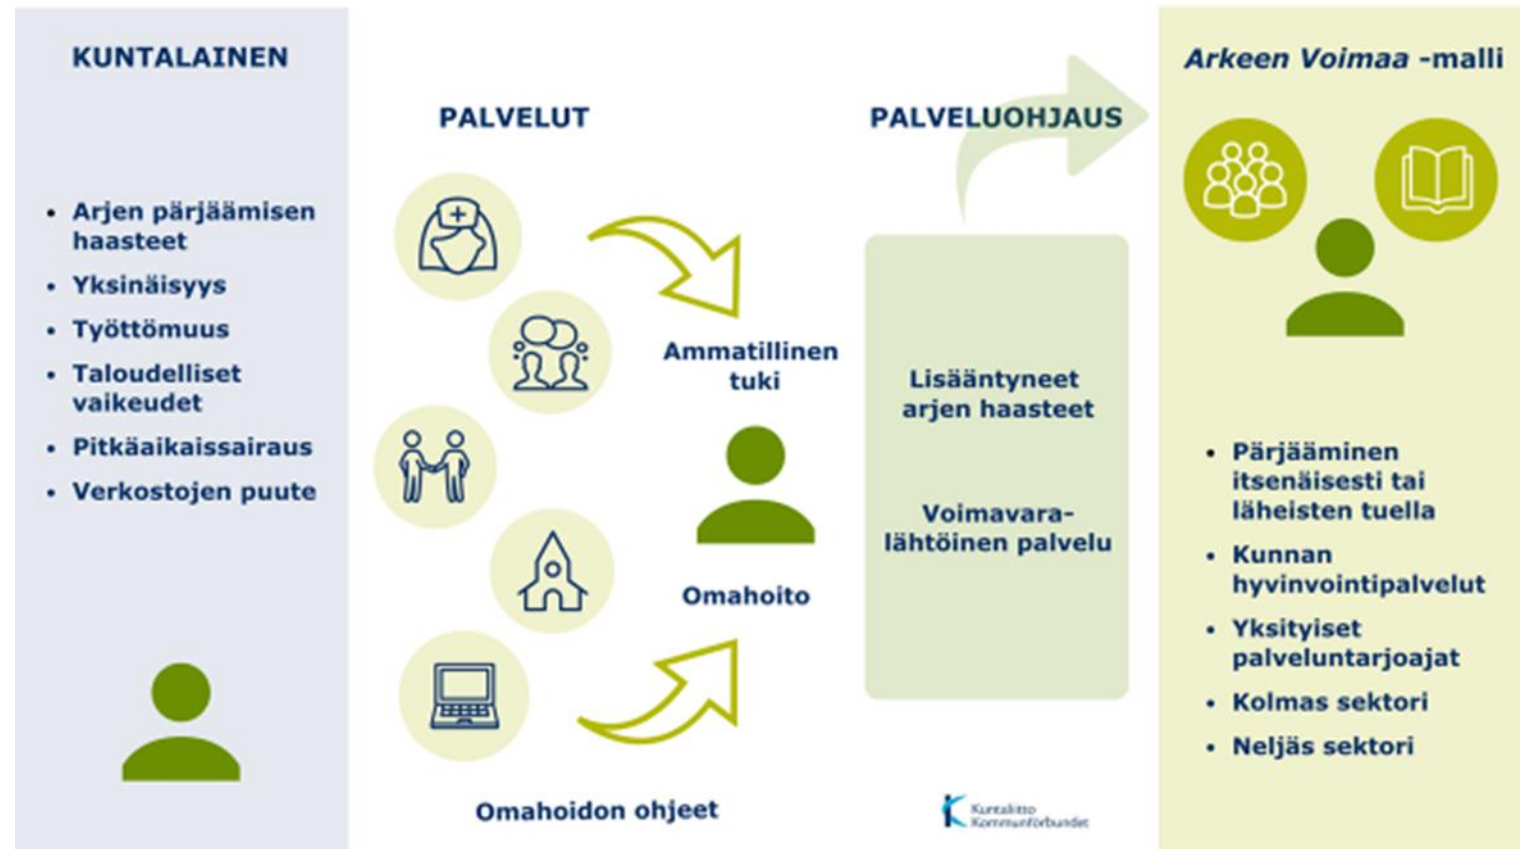 KUNTALAINEN
• Arjen pärjäämisen
haasteet
• Yksinäisyys
• Työttömuus
• Taloudelliset
vaikeudet
• Pitkäaikaissairaus
• Verkostojen puute
PALVELUT
Ammatillinen
tuki
Omahoito
Omahoidon ohjeet
PALVELUOHJAUS
Lisääntyneet
arjen haasteet
Voimavara-
lähtöinen palvelu
Kuntaliitto
Kommunförbundet
Arkeen Voimaa -malli
• Pärjääminen
itsenäisesti tai
läheisten tuella
• Kunnan
hyvinvointipalvelut
• Yksityiset
palveluntarjoajat
• Kolmas sektori
• Neljäs sektori